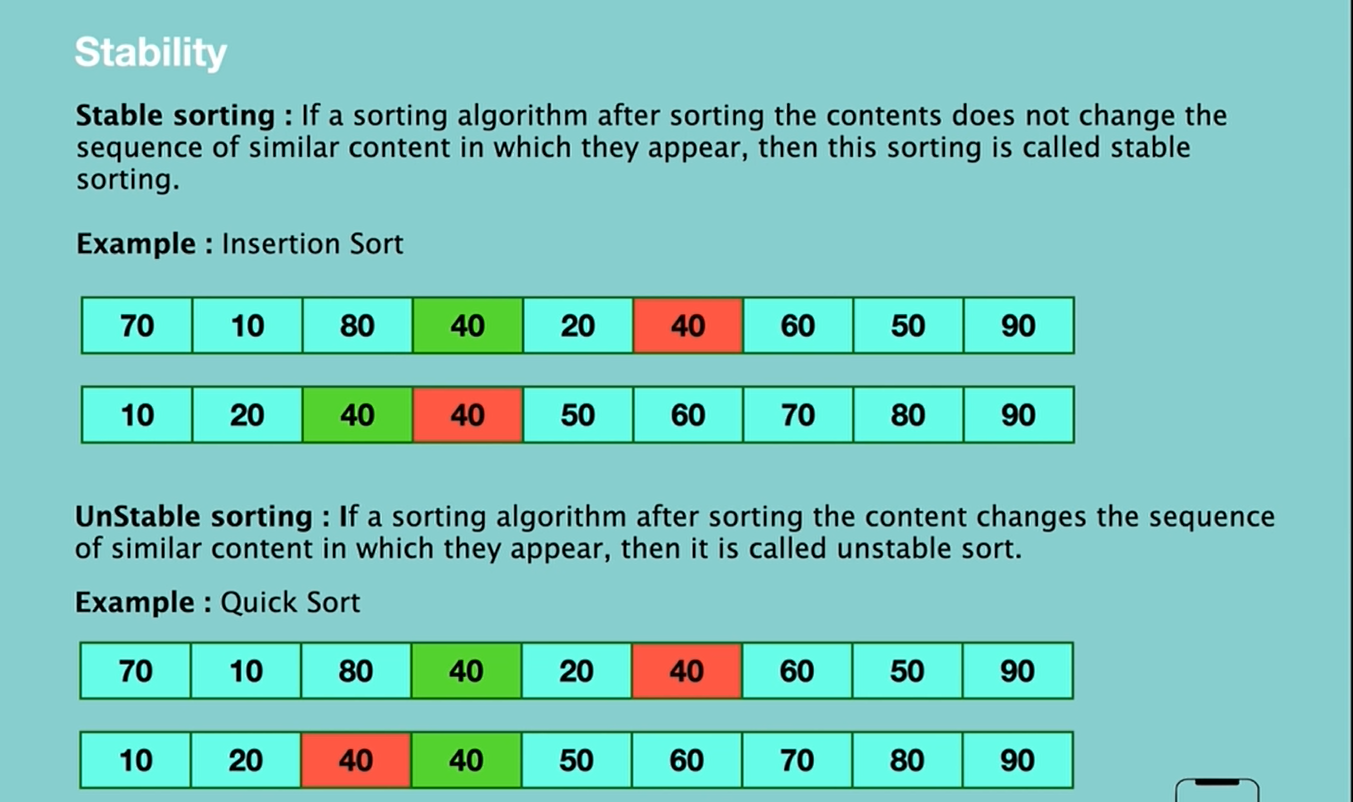 Stability
Stable sorting : If a sorting algorithm after sorting the contents does not change the
sequence of similar content in which they appear, then this sorting is called stable
sorting.
Example : Insertion Sort
70 10 80 40 20 40 60 50 90
10 20 40 40 50 60 70 80 90
UnStable sorting : If a sorting algorithm after sorting the content changes the sequence
of similar content in which they appear, then it is called unstable sort.
Example : Quick Sort
70 10 80 40 20 40 60 50 90
10 20 40 40 50 60 70 80 90